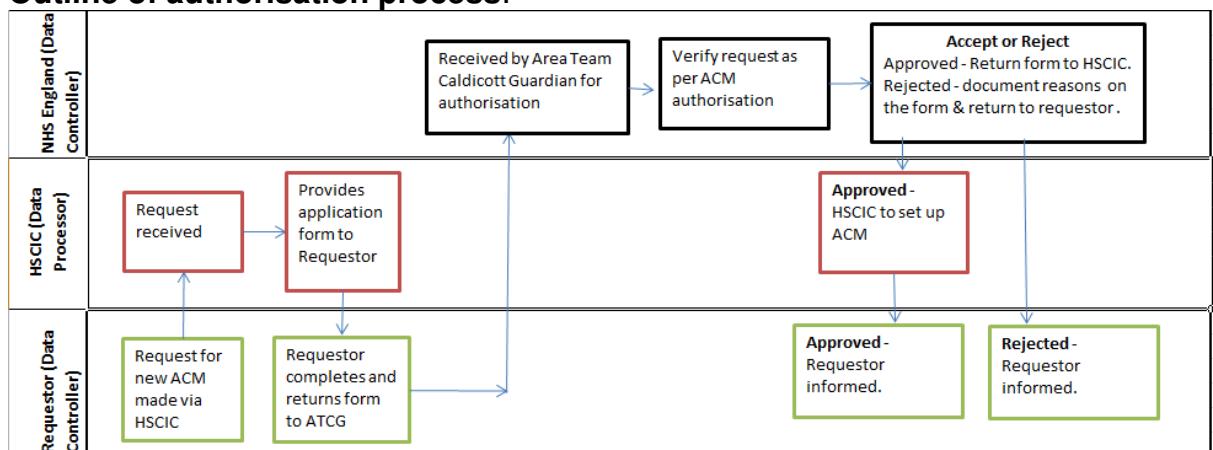 Outline of authorisation process:
NHS England (Data
Controller)
Received by Area Team
Caldicott Guardian for
authorisation
Verify request as
per ACM
authorisation
Accept or Reject
Approved - Return form to HSCIC.
Rejected - document reasons on
the form & return to requestor.
HSCIC (Data
Processor)
Request
received
Provides
application
form to
Requestor
Approved -
HSCIC to set up
ACM
Requestor (Data
Controller)
Request for
new ACM
made via
HSCIC
Requestor
completes and
returns form
to ATCG
Approved -
Requestor
informed.
Rejected -
Requestor
informed.